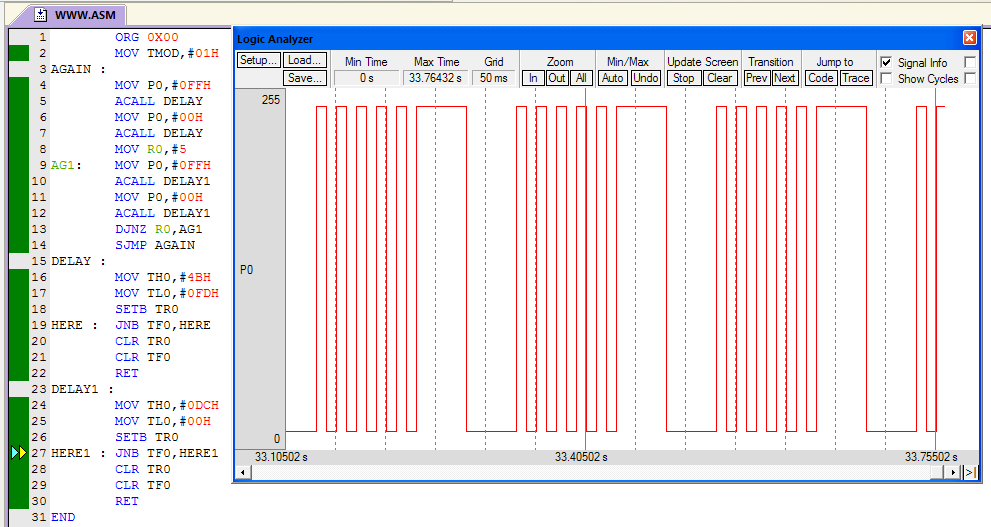 WWW.ASM
1 ORG 0X00
2 MOV TMOD,#01H
3 AGAIN :
4 MOV P0,#0FFH
5 ACALL DELAY
6 MOV P0,#00H
7 ACALL DELAY
8 MOV R0,#5
9 AG1: MOV P0,#0FFH
10 ACALL DELAY1
11 MOV P0,#00H
12 ACALL DELAY1
13 DJNZ R0,AG1
14 SJMP AGAIN
15 DELAY :
16 MOV TH0,#4BH
17 MOV TL0,#0FDH
18 SETB TR0
19 HERE : JNB TF0,HERE
20 CLR TR0
21 CLR TF0
22 RET
23 DELAY1 :
24 MOV TH0,#0DCH
25 MOV TL0,#00H
26 SETB TR0
27 HERE1 : JNB TF0,HERE1
28 CLR TR0
29 CLR TF0
30 RET
31 END
Logic Analyzer
Setup... Load... Min Time Max Time Grid Zoom Min/Max Update Screen Transition Jump to Signal Info
Save... 0 s 33.76432 s 50 ms In Out All Auto Undo Stop Clear Prev Next Code Trace Show Cycles
255
P0
0
33.10502 s 33.40502 s 33.75502 s